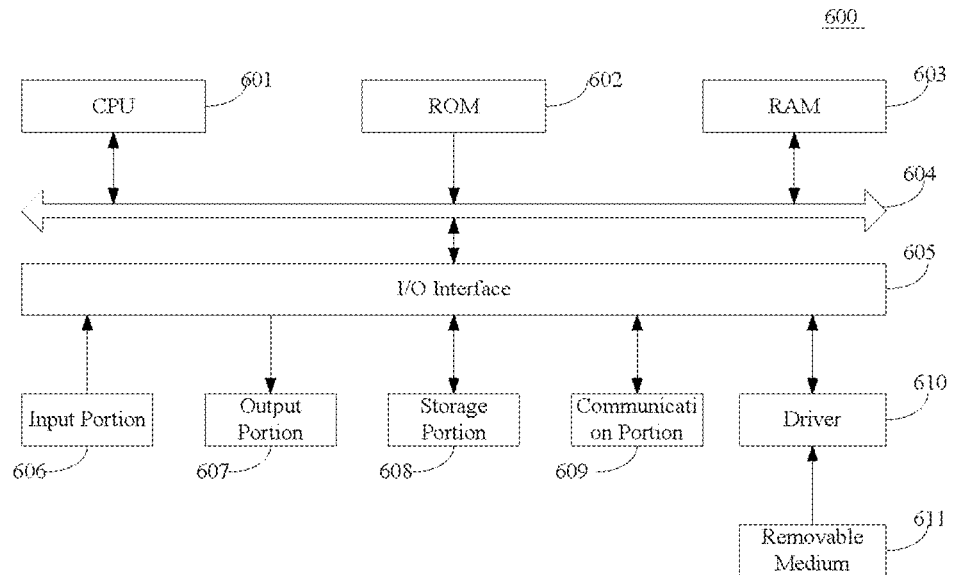 600
601
602
603
CPU
ROM
RAM
604
605
I/O Interface
610
Input Portion
Output
Portion
Storage
Portion
Communicati
on Portion
Driver
606
607
608
609
611
Removable
Medium